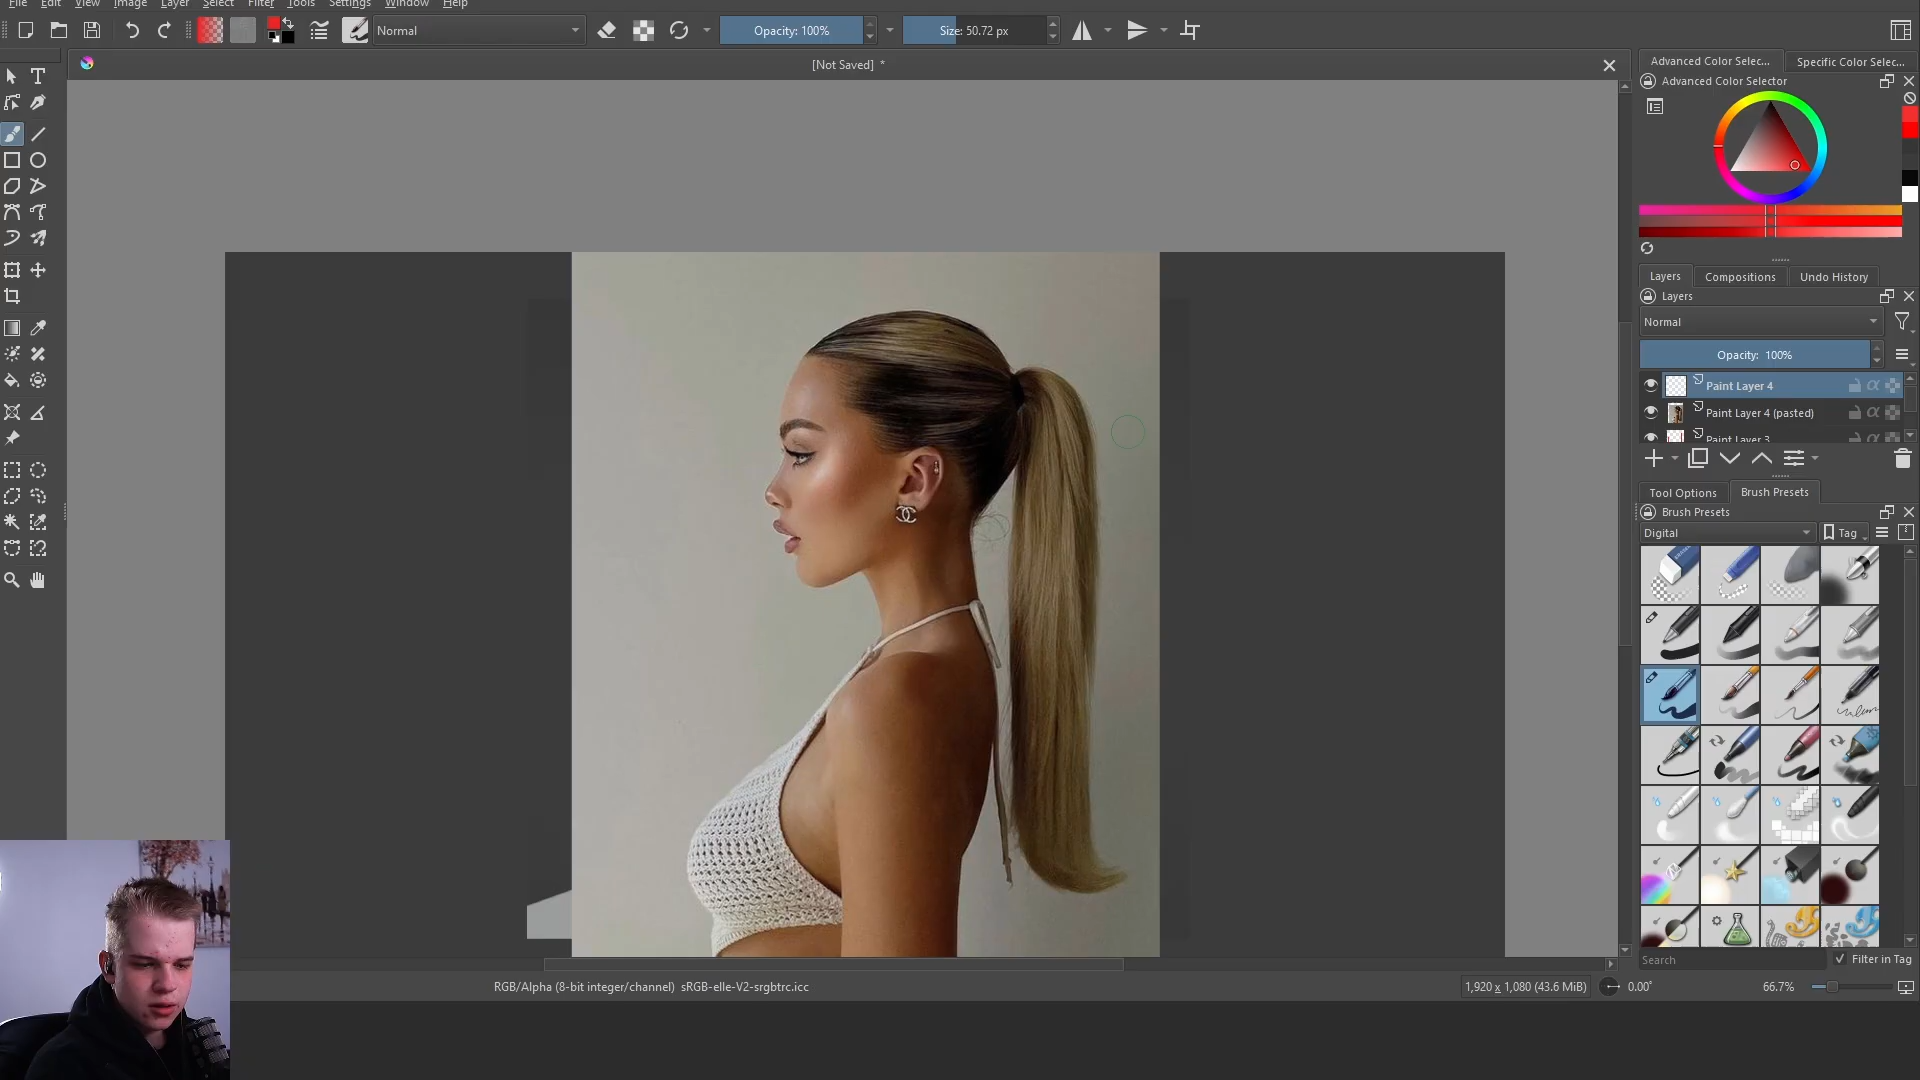 File Edit View Image Layer Select Filter Tools Settings Window Help
Normal Opacity: 100% Size: 50.72 px
[Not Saved] *
Advanced Color Selec... Specific Color Selec...
Advanced Color Selector
Layers Compositions Undo History
Layers
Normal
Opacity: 100%
Paint Layer 4
Paint Layer 4 (pasted)
Paint Layer 3
Tool Options Brush Presets
Brush Presets
Digital Tag
Search Filter in Tag
RGB/Alpha (8-bit integer/channel) sRGB-elle-V2-srgbtrc.icc 1,920 x 1,080 (43.6 MiB) 0.00° 66.7%